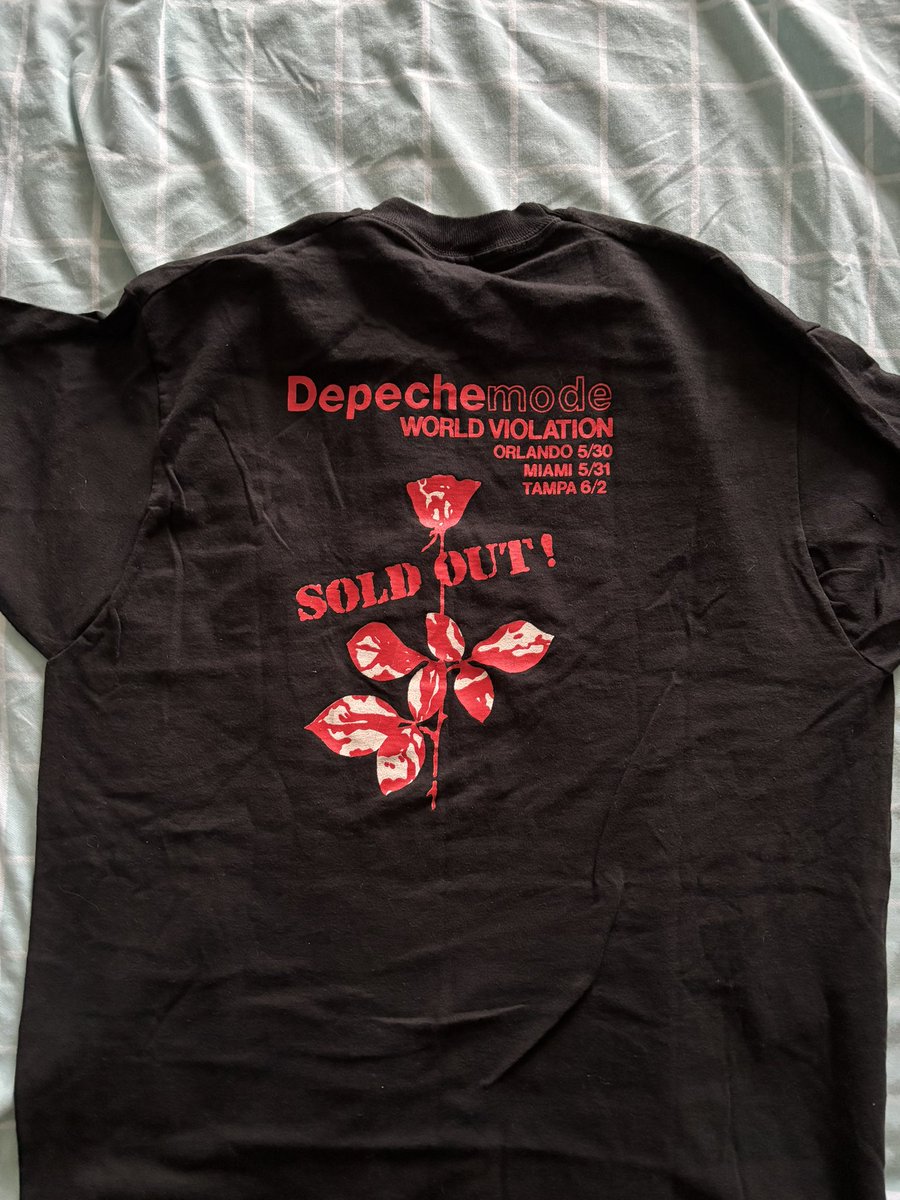 Depechemode
WORLD VIOLATION
ORLANDO 5/30
MIAMI 5/31
TAMPA 6/2
SOLD OUT!